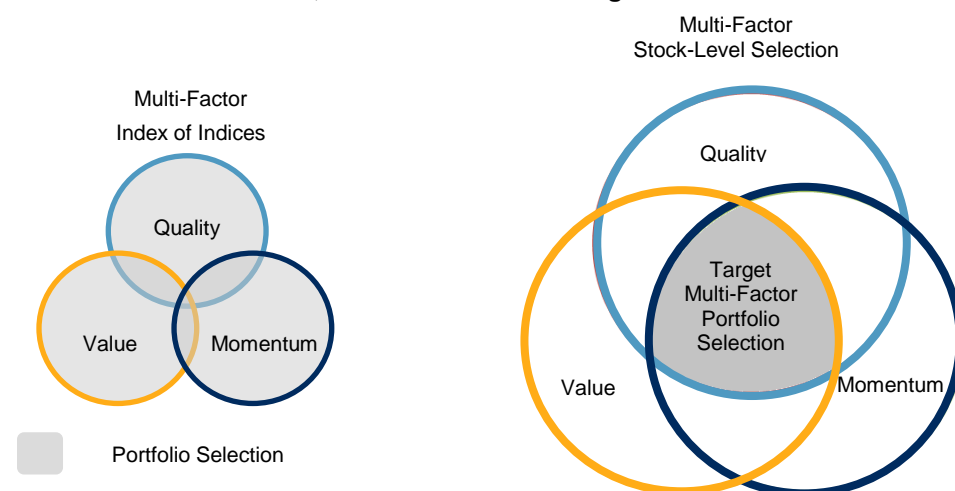 Multi-Factor
Index of Indices
Quality
Value
Momentum
Portfolio Selection
Multi-Factor
Stock-Level Selection
Quality
Target
Multi-Factor
Portfolio
Selection
Value
Momentum